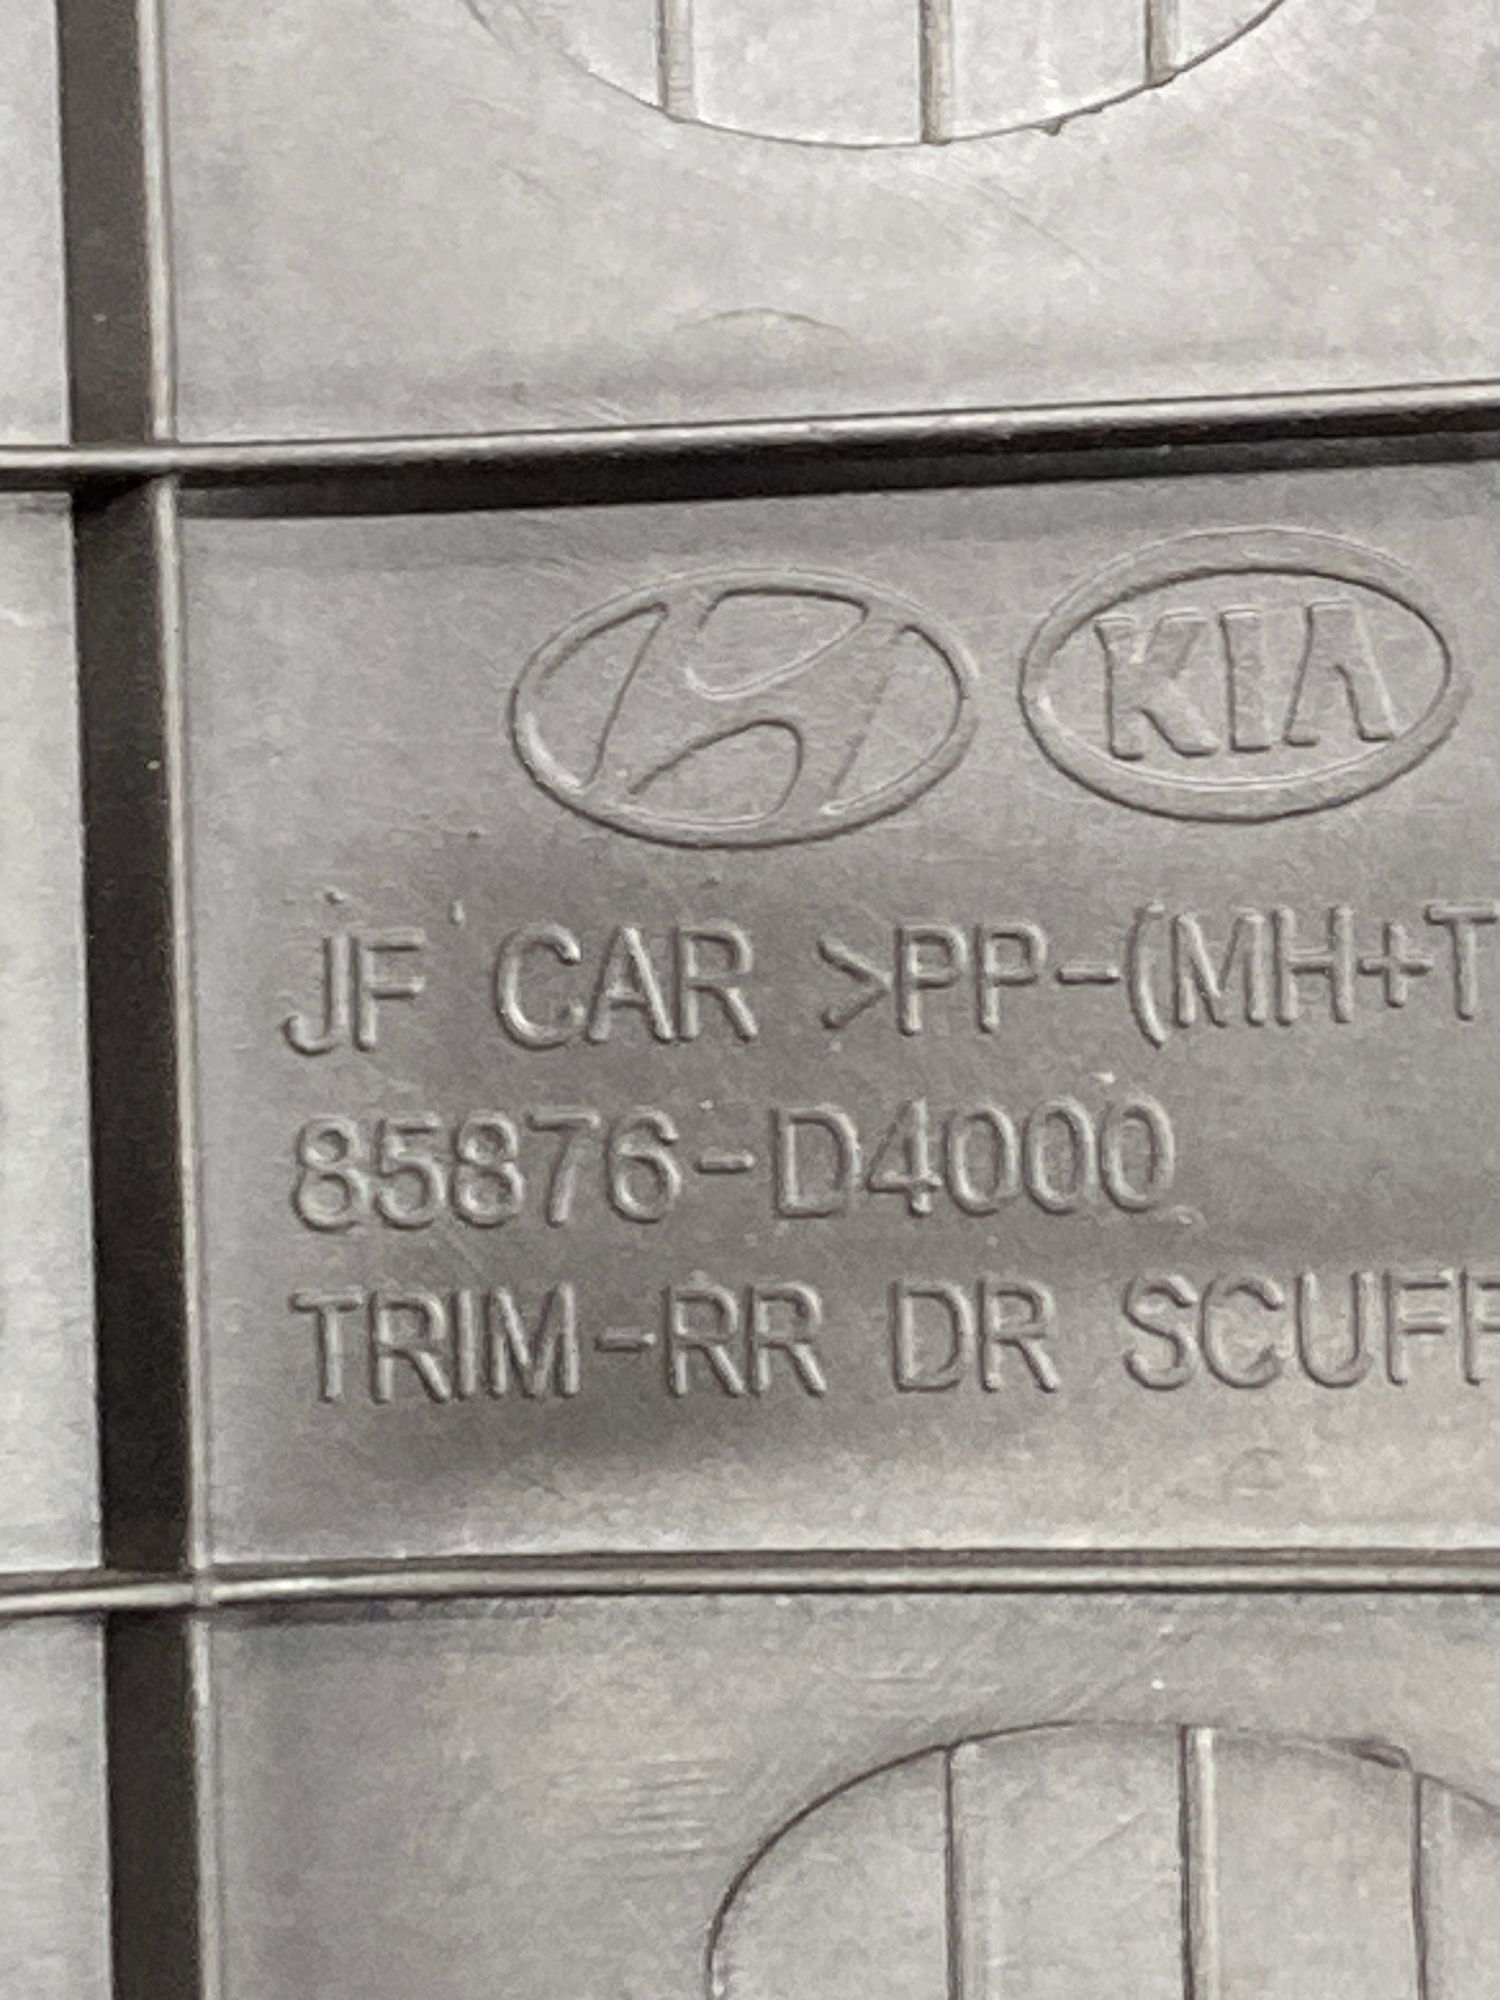 KIA
JF CAR >PP-(MH+T
85876-D4000
TRIM-RR DR SCUFF